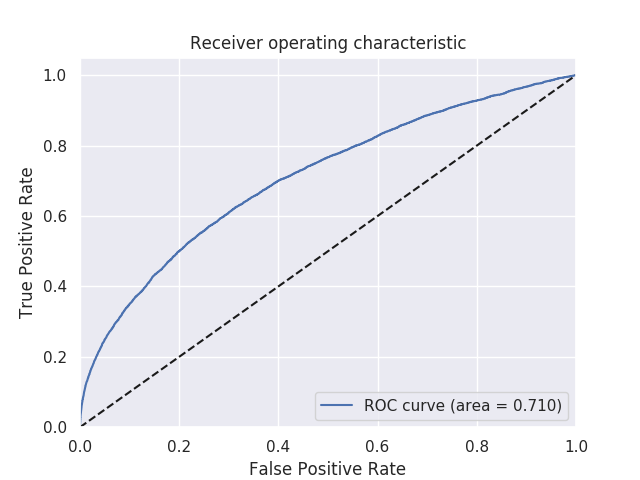 Receiver operating characteristic
1.0
0.8
0.6
0.4
0.2
0.0
True Positive Rate
ROC curve (area = 0.710)
0.0 0.2 0.4 0.6 0.8 1.0
False Positive Rate